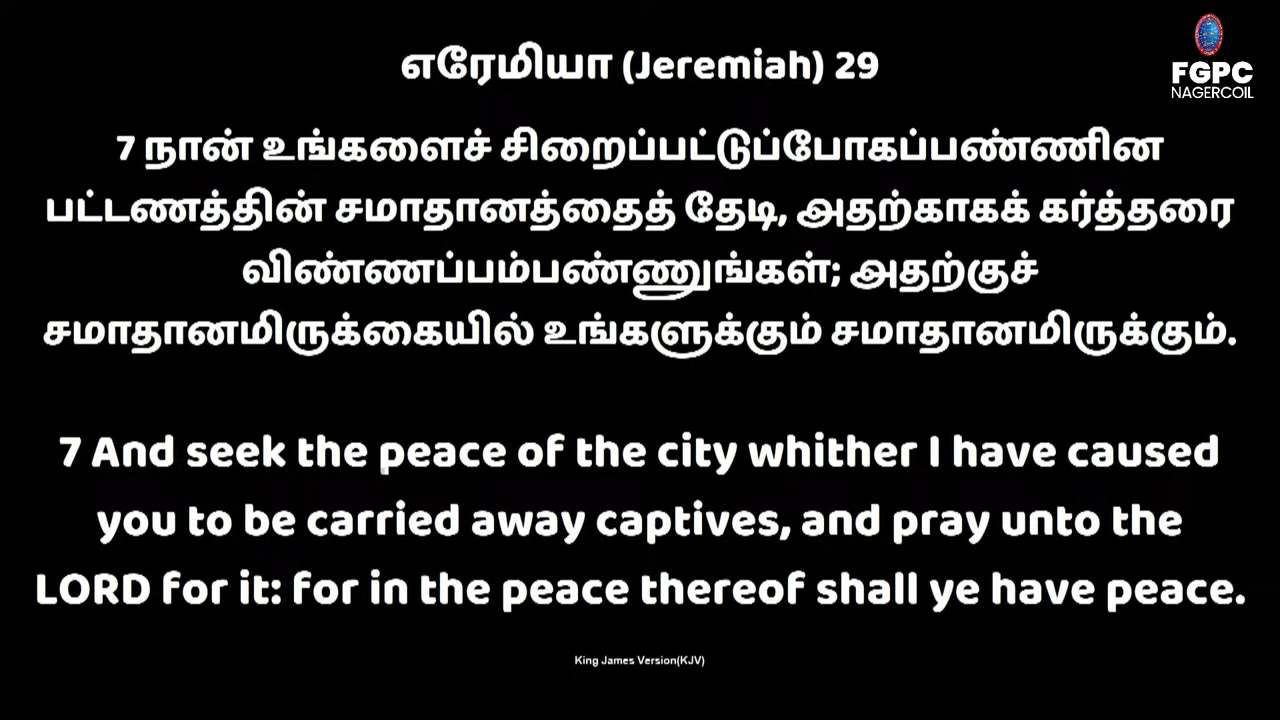 எரேமியா (Jeremiah) 29
FGPC
NAGERCOIL
7 நான் உங்களைச் சிறைப்பட்டுப்போகப்பண்ணின
பட்டணத்தின் சமாதானத்தைத் தேடி, அதற்காகக் கர்த்தரை
விண்ணப்பம்பண்ணுங்கள்; அதற்குச்
சமாதானமிருக்கையில் உங்களுக்கும் சமாதானமிருக்கும்.
7 And seek the peace of the city whither I have caused
you to be carried away captives, and pray unto the
LORD for it: for in the peace thereof shall ye have peace.
King James Version(KJV)